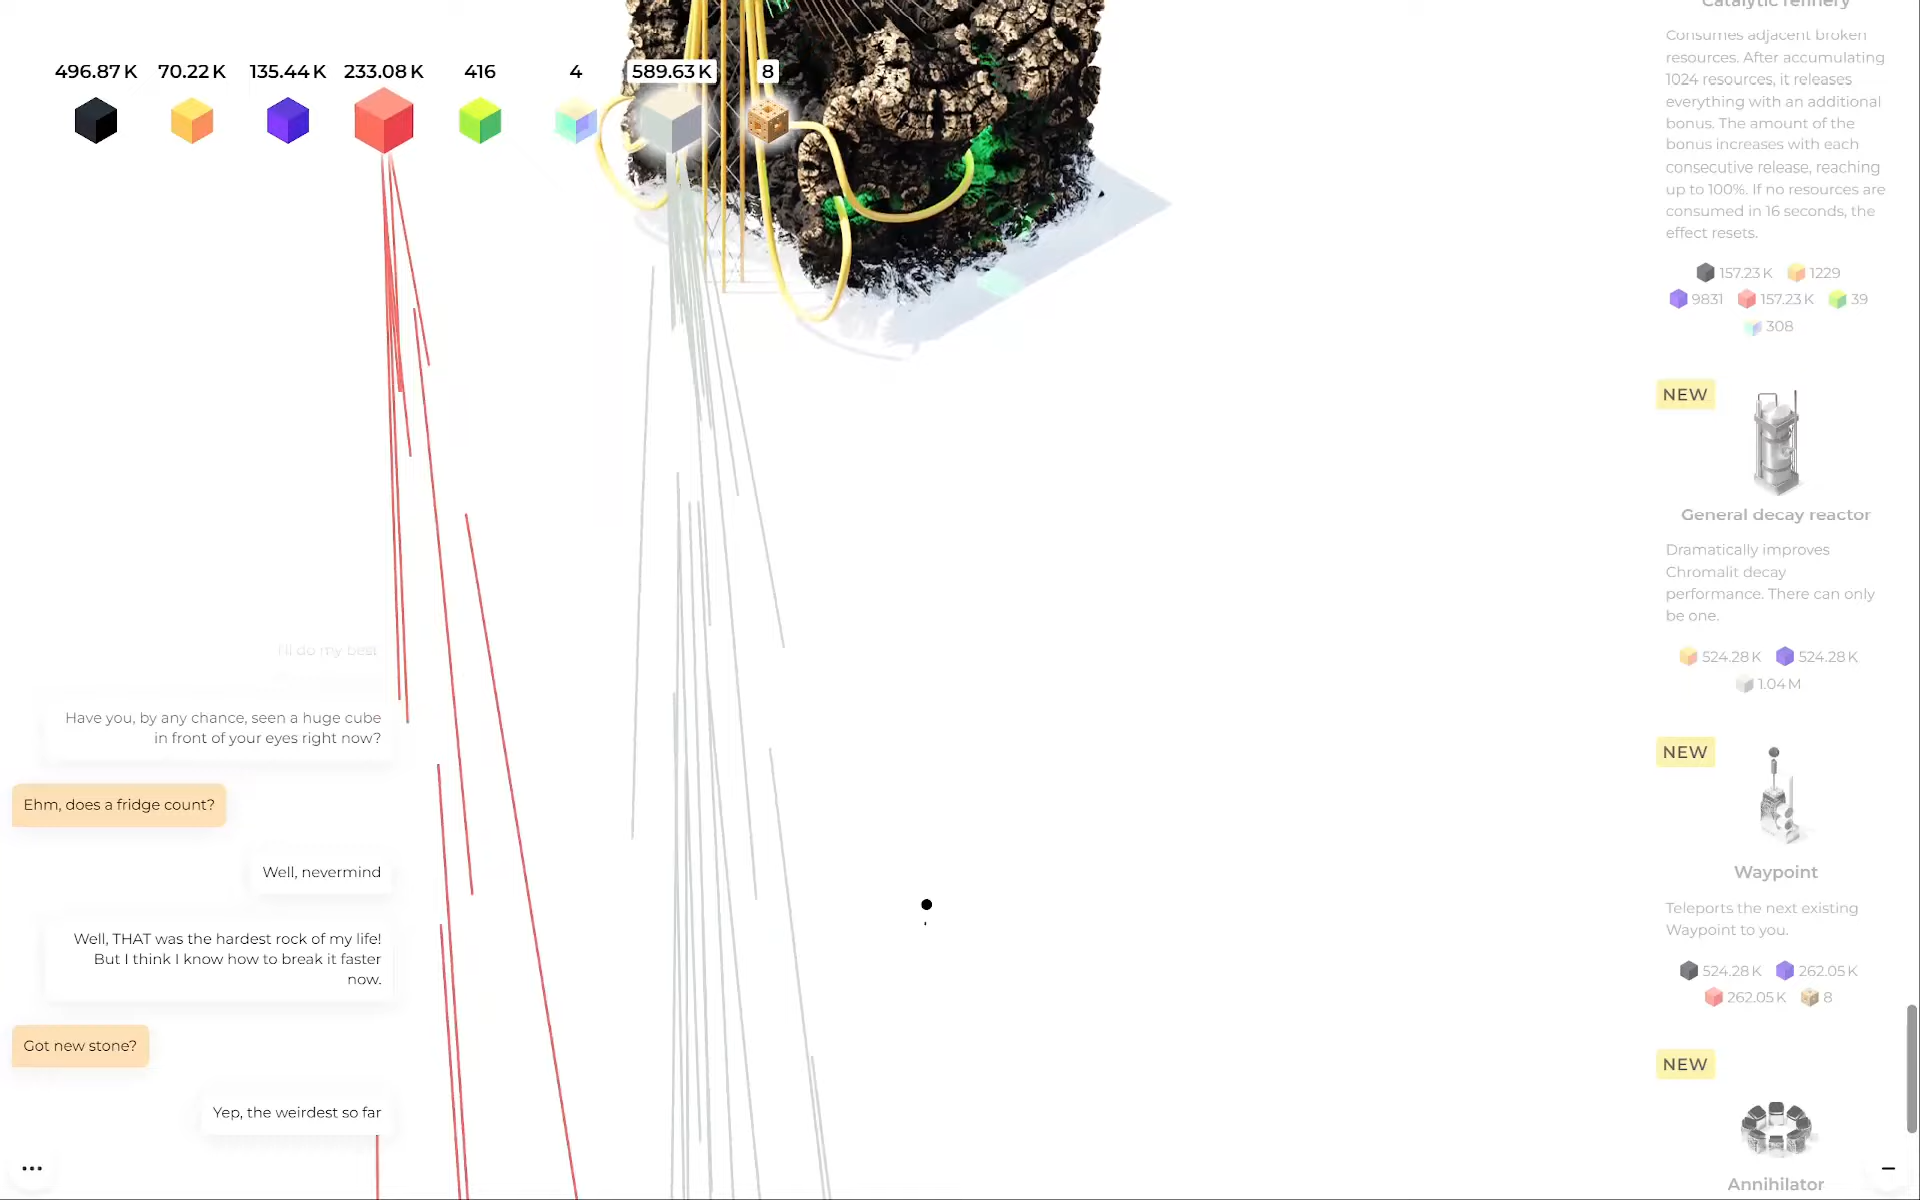 496.87 K 70.22 K 135.44 K 233.08 K 416 4 589.63 K 8
I'll do my best
Have you, by any chance, seen a huge cube
in front of your eyes right now?
Ehm, does a fridge count?
Well, nevermind
Well, THAT was the hardest rock of my life!
But I think I know how to break it faster
now.
Got new stone?
Yep, the weirdest so far
Catalytic refinery
Consumes adjacent broken
resources. After accumulating
1024 resources, it releases
everything with an additional
bonus. The amount of the
bonus increases with each
consecutive release, reaching
up to 100%. If no resources are
consumed in 16 seconds, the
effect resets.
157.23 K 1229
9831 157.23 K 39
308
NEW
General decay reactor
Dramatically improves
Chromalit decay
performance. There can only
be one.
524.28 K 524.28 K
1.04 M
NEW
Waypoint
Teleports the next existing
Waypoint to you.
524.28 K 262.05 K
262.05 K 8
NEW
Annihilator